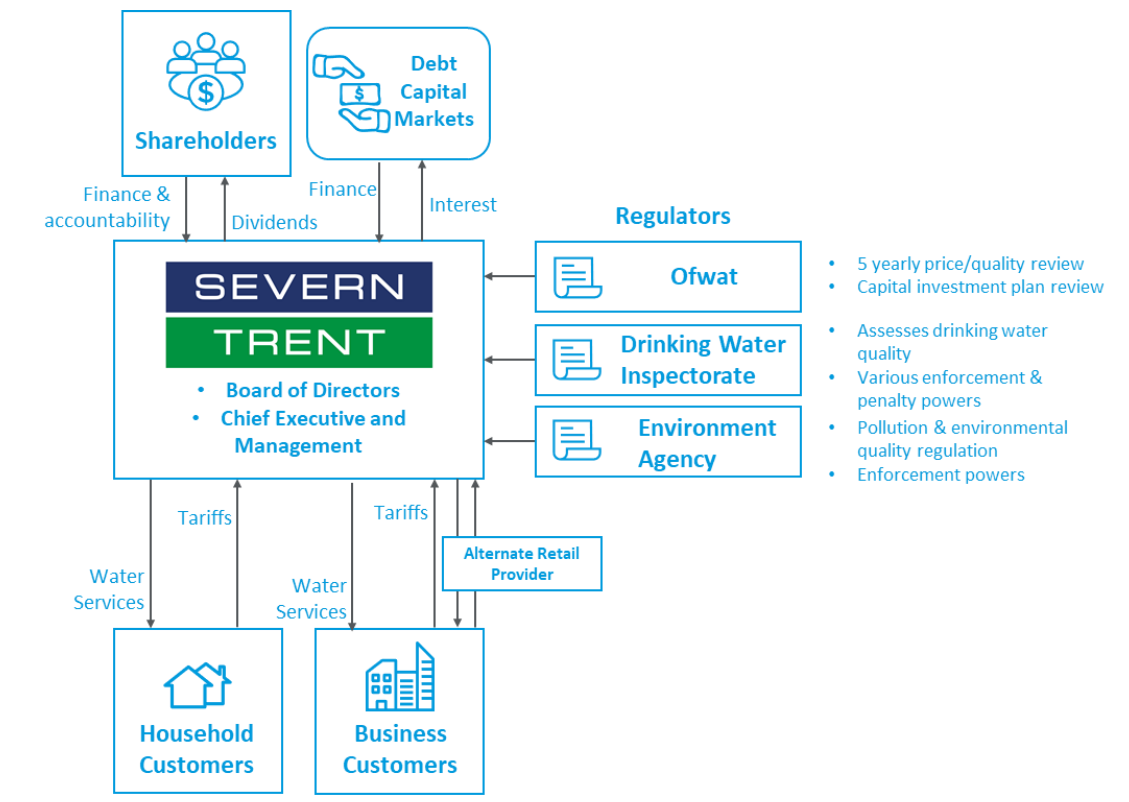 Shareholders
Debt
Capital
Markets
Finance &
accountability
Dividends
Finance
Interest
SEVERN
TRENT
• Board of Directors
• Chief Executive and
Management
Regulators
Ofwat
• 5 yearly price/quality review
• Capital investment plan review
Drinking Water
Inspectorate
• Assesses drinking water
quality
• Various enforcement &
penalty powers
Environment
Agency
• Pollution & environmental
quality regulation
• Enforcement powers
Water
Services
Tariffs
Water
Services
Tariffs
Alternate Retail
Provider
Household
Customers
Business
Customers